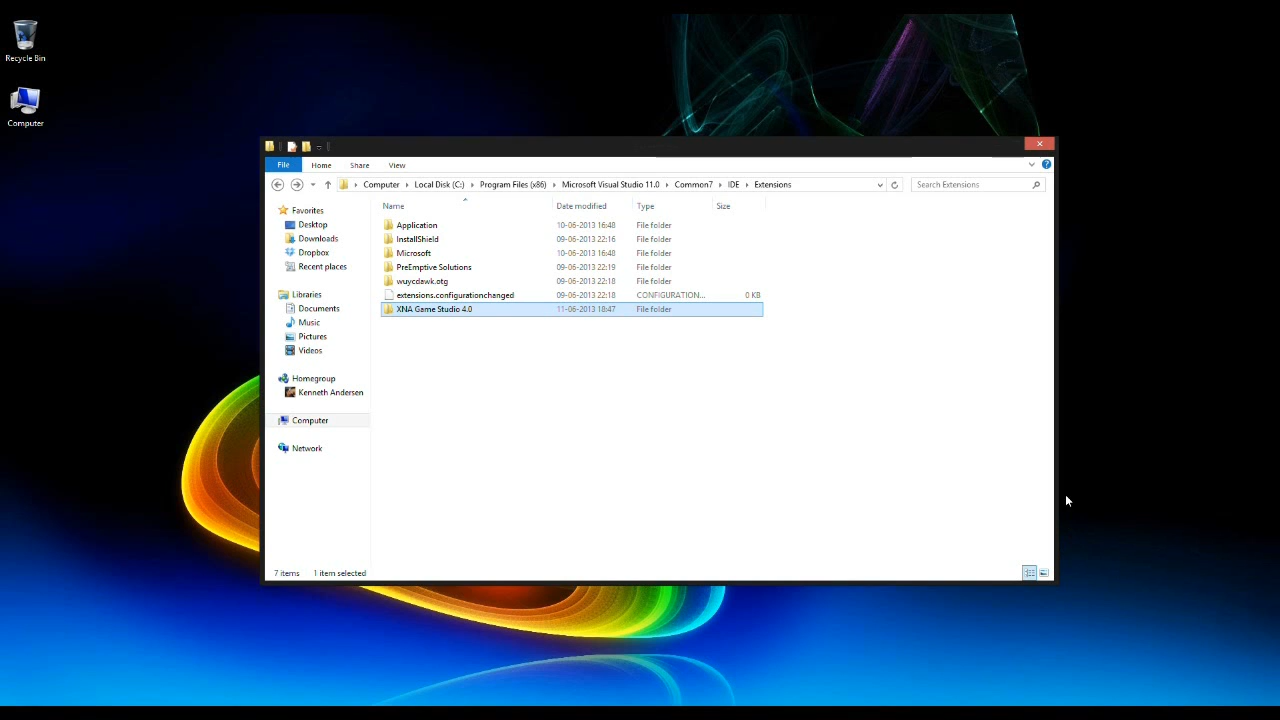 Recycle Bin
Computer
File Home Share View
Computer Local Disk (C:) Program Files (x86) Microsoft Visual Studio 11.0 Common7 IDE Extensions
Search Extensions
Name Date modified Type Size
Application 10-06-2013 16:48 File folder
InstallShield 09-06-2013 22:16 File folder
Microsoft 10-06-2013 16:48 File folder
PreEmptive Solutions 09-06-2013 22:19 File folder
wuycdawk.otg 09-06-2013 22:18 File folder
extensions.configurationchanged 09-06-2013 22:18 CONFIGURATION... 0 KB
XNA Game Studio 4.0 11-06-2013 18:47 File folder
Favorites
Desktop
Downloads
Dropbox
Recent places
Libraries
Documents
Music
Pictures
Videos
Homegroup
Kenneth Andersen
Computer
Network
7 items 1 item selected